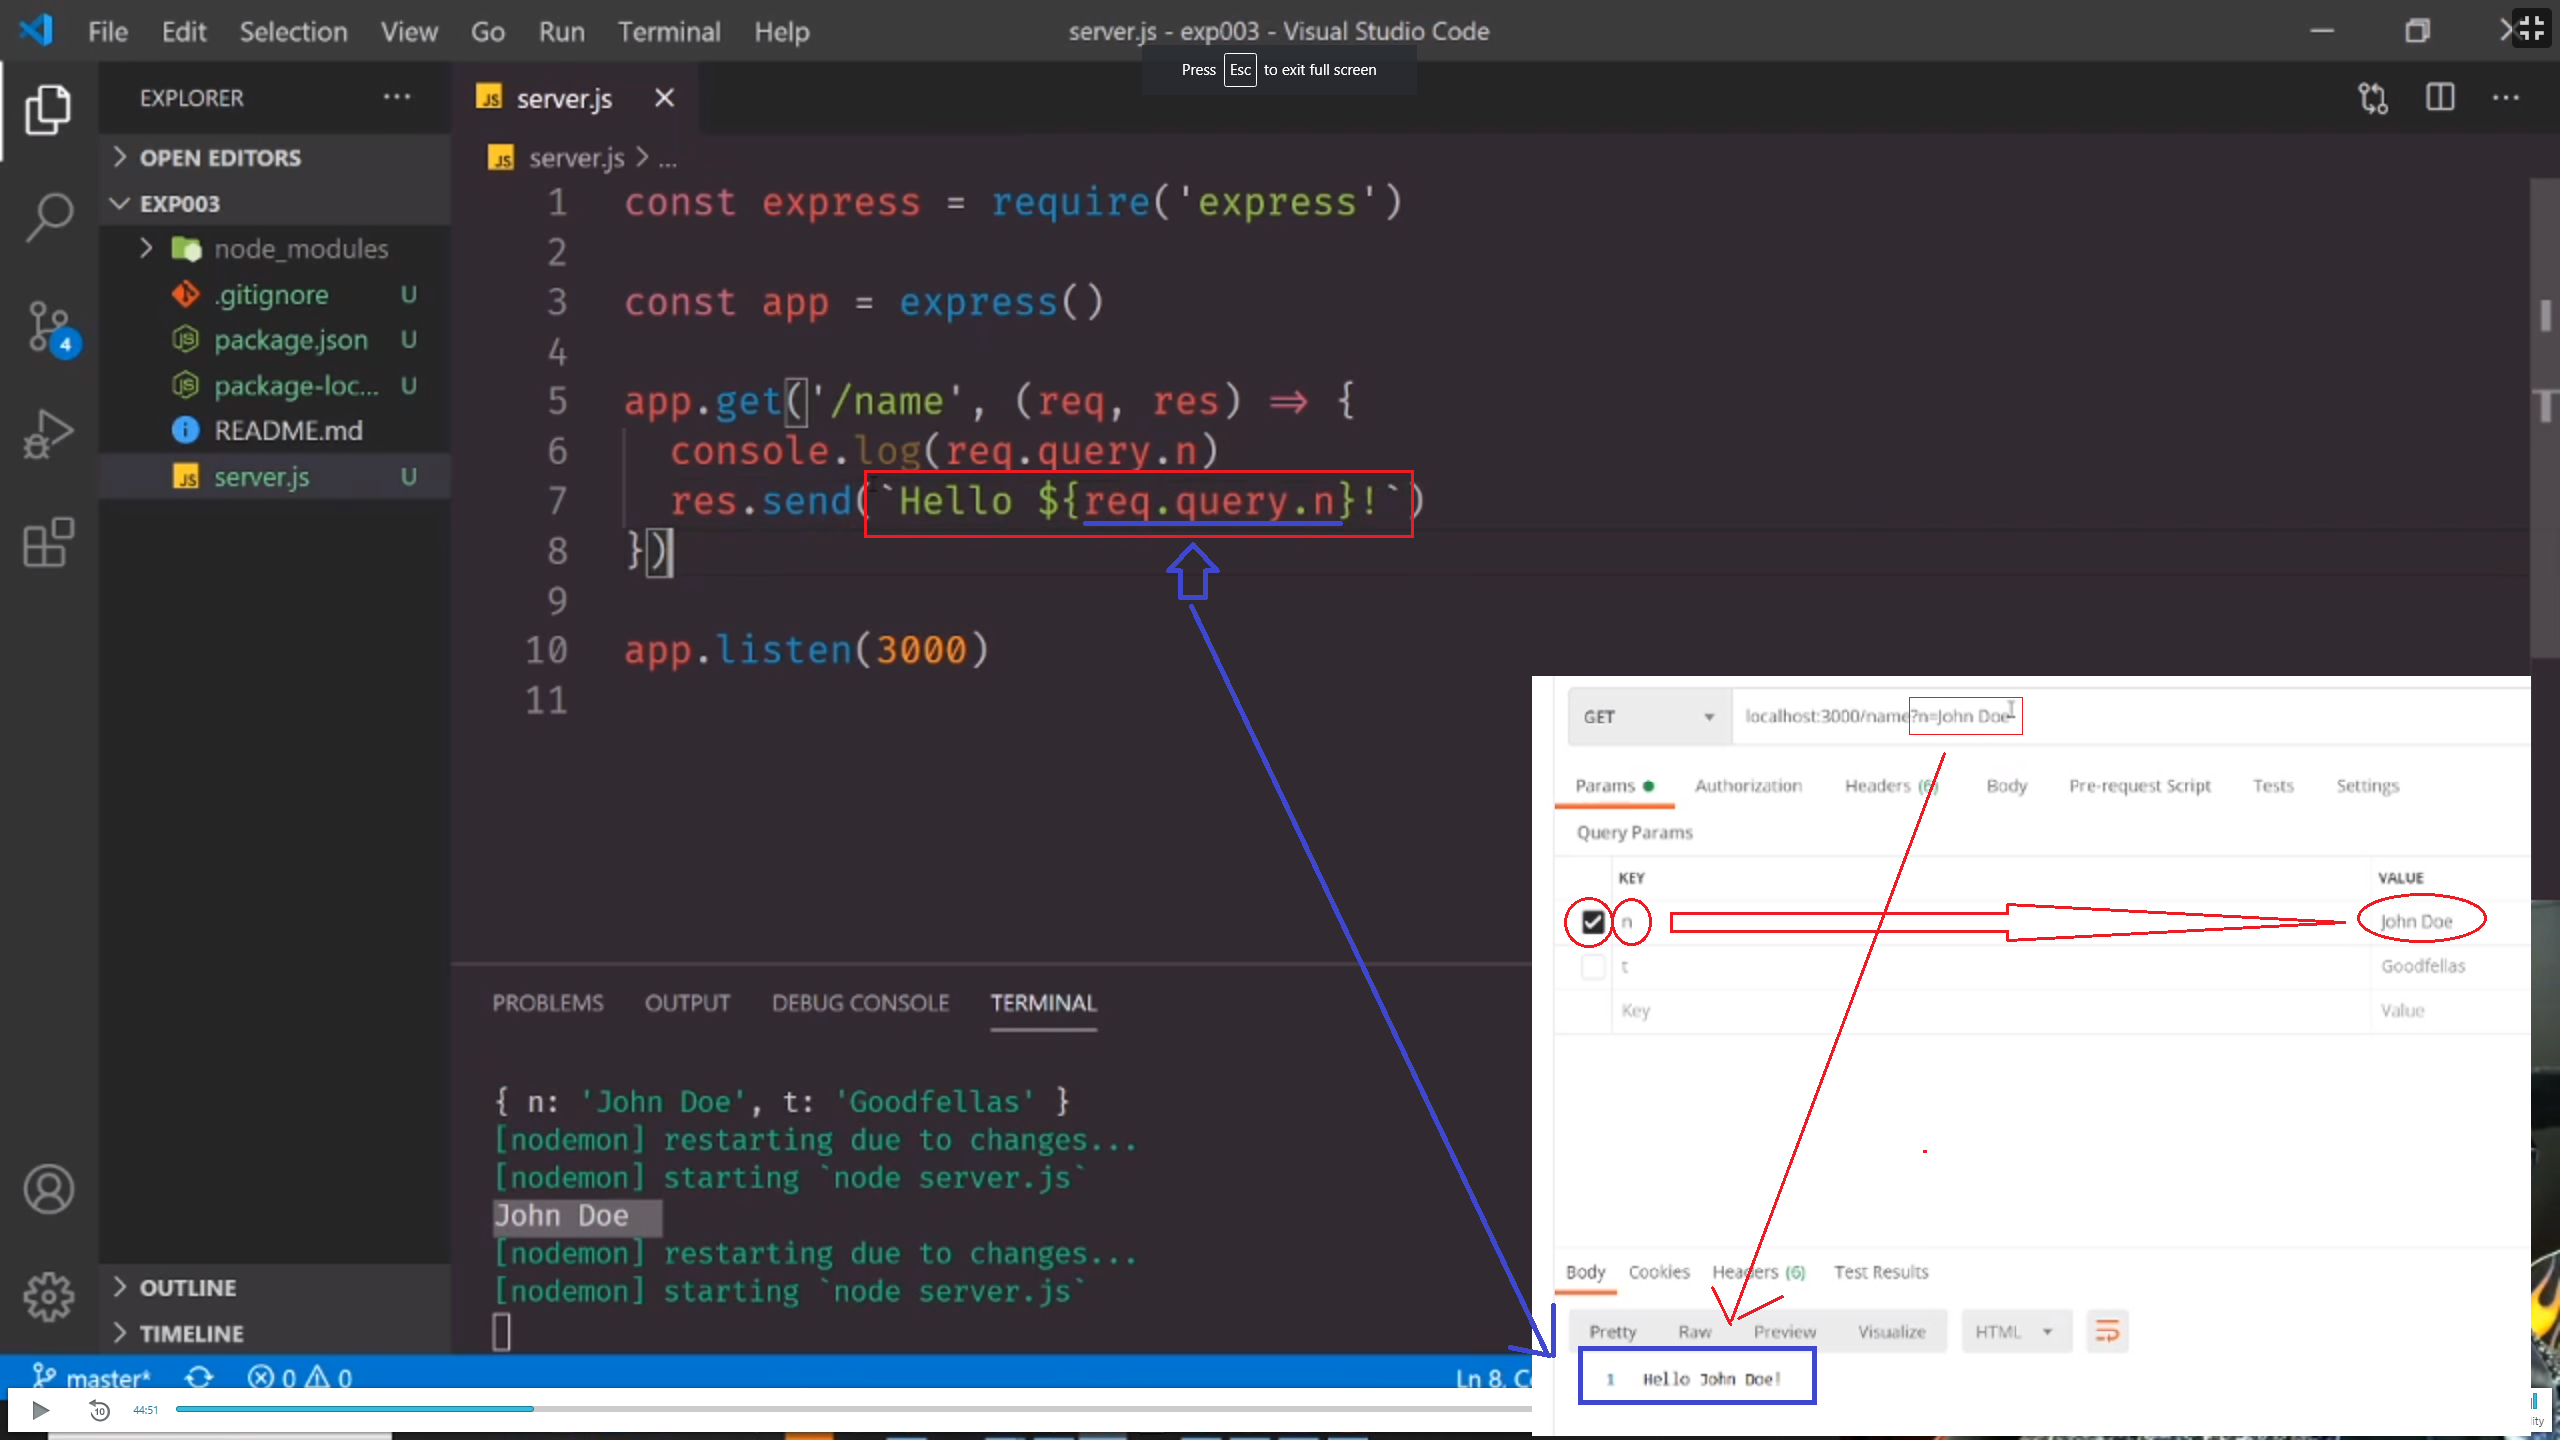 File Edit Selection View Go Run Terminal Help
server.js - exp003 - Visual Studio Code
Press Esc to exit full screen
EXPLORER ...
OPEN EDITORS
EXP003
node_modules
.gitignore U
package.json U
package-loc... U
README.md
server.js U
OUTLINE
TIMELINE
4
JS server.js
JS server.js > ...
1 const express = require('express')
2
3 const app = express()
4
5 app.get('/name', (req, res) => {
6 console.log(req.query.n)
7 res.send(`Hello ${req.query.n}!`)
8 })
9
10 app.listen(3000)
11
PROBLEMS OUTPUT DEBUG CONSOLE TERMINAL
{ n: 'John Doe', t: 'Goodfellas' }
[nodemon] restarting due to changes...
[nodemon] starting `node server.js`
John Doe
[nodemon] restarting due to changes...
[nodemon] starting `node server.js`
master* 0 0
Ln 8, Co
10 44:51
GET localhost:3000/name?n=John Doe
Params Authorization Headers (6) Body Pre-request Script Tests Settings
Query Params
KEY VALUE
n John Doe
t Goodfellas
Key Value
Body Cookies Headers (6) Test Results
Pretty Raw Preview Visualize HTML
1 Hello John Doe!